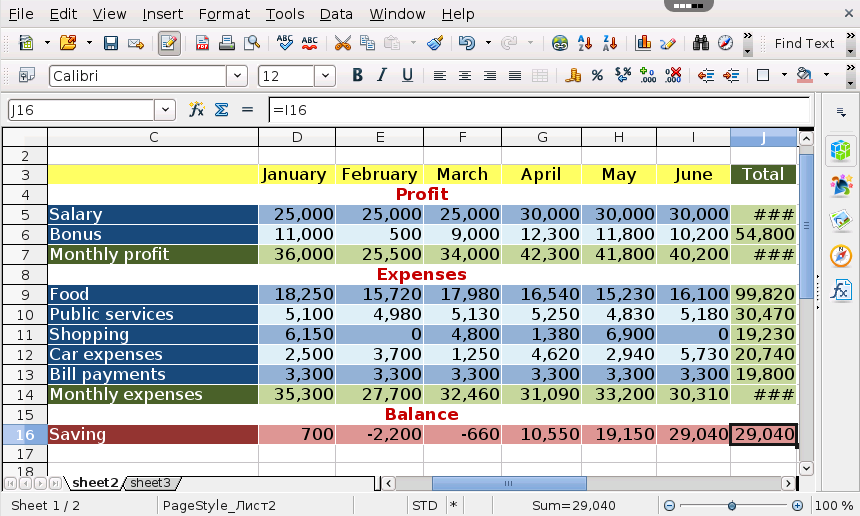 File Edit View Insert Format Tools Data Window Help
ABC ABC A Z Z A Find Text
Calibri 12 B I U
J16 fx Σ = =I16
C D E F G H I J
2
3 January February March April May June Total
4 Profit
5 Salary 25,000 25,000 25,000 30,000 30,000 30,000 ###
6 Bonus 11,000 500 9,000 12,300 11,800 10,200 54,800
7 Monthly profit 36,000 25,500 34,000 42,300 41,800 40,200 ###
8 Expenses
9 Food 18,250 15,720 17,980 16,540 15,230 16,100 99,820
10 Public services 5,100 4,980 5,130 5,250 4,830 5,180 30,470
11 Shopping 6,150 0 4,800 1,380 6,900 0 19,230
12 Car expenses 2,500 3,700 1,250 4,620 2,940 5,730 20,740
13 Bill payments 3,300 3,300 3,300 3,300 3,300 3,300 19,800
14 Monthly expenses 35,300 27,700 32,460 31,090 33,200 30,310 ###
15 Balance
16 Saving 700 -2,200 -660 10,550 19,150 29,040 29,040
17
18
sheet2 sheet3
Sheet 1 / 2 PageStyle_Лист2 STD * Sum=29,040 100 %